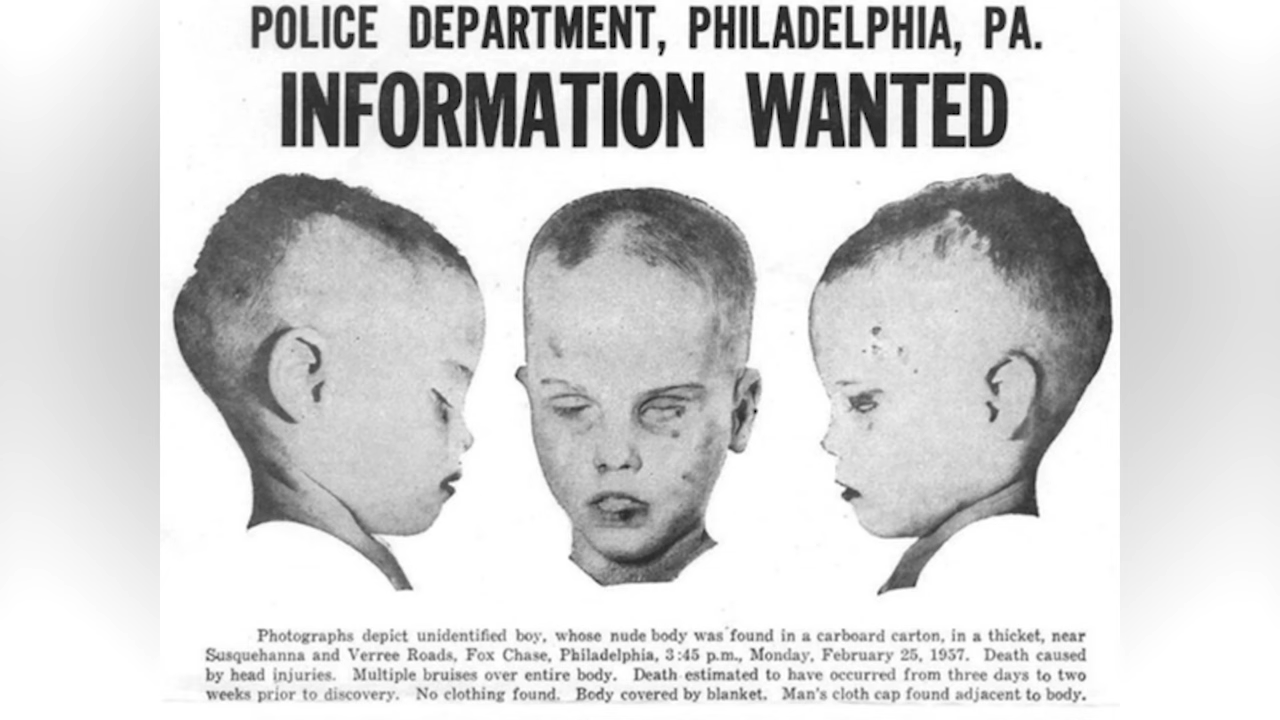 POLICE DEPARTMENT, PHILADELPHIA, PA.
INFORMATION WANTED
Photographs depict unidentified boy, whose nude body was found in a carboard carton, in a thicket, near
Susquehanna and Verree Roads, Fox Chase, Philadelphia, 3:45 p.m., Monday, February 25, 1957. Death caused
by head injuries. Multiple bruises over entire body. Death estimated to have occurred from three days to two
weeks prior to discovery. No clothing found. Body covered by blanket. Man's cloth cap found adjacent to body.